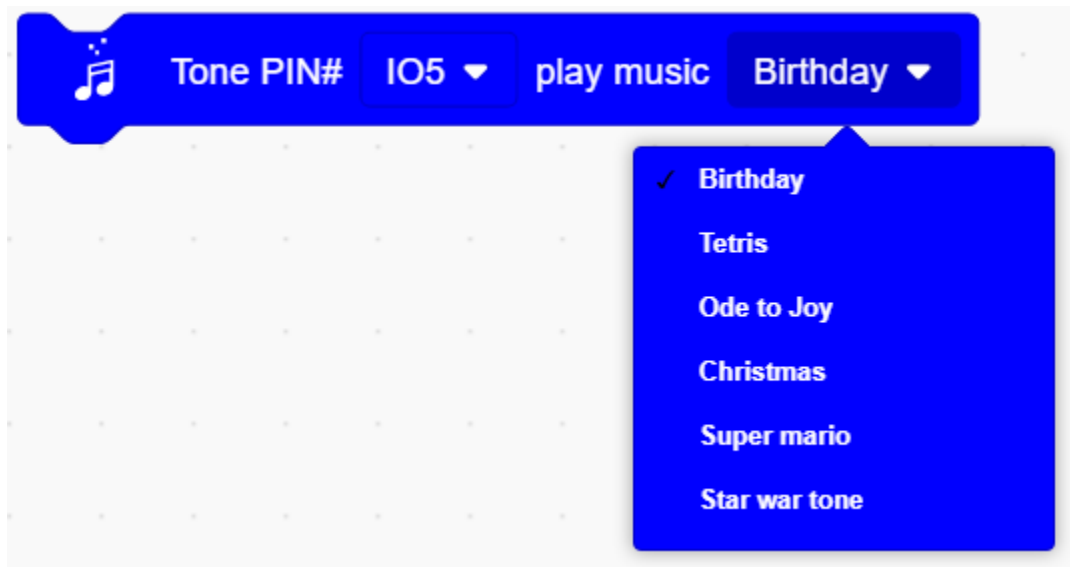 Tone PIN# IO5 play music Birthday
Birthday
Tetris
Ode to Joy
Christmas
Super mario
Star war tone